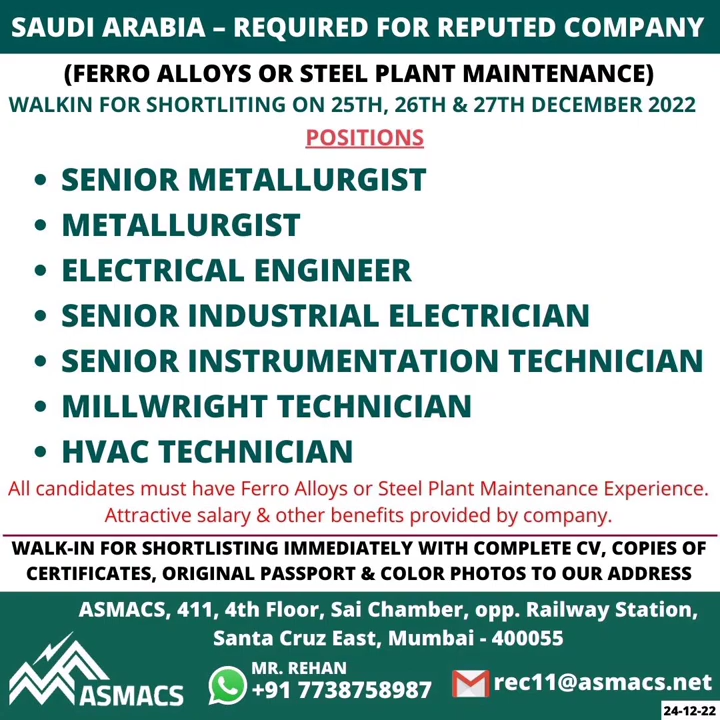 SAUDI ARABIA – REQUIRED FOR REPUTED COMPANY
(FERRO ALLOYS OR STEEL PLANT MAINTENANCE)
WALKIN FOR SHORTLITING ON 25TH, 26TH & 27TH DECEMBER 2022
POSITIONS
• SENIOR METALLURGIST
• METALLURGIST
• ELECTRICAL ENGINEER
• SENIOR INDUSTRIAL ELECTRICIAN
• SENIOR INSTRUMENTATION TECHNICIAN
• MILLWRIGHT TECHNICIAN
• HVAC TECHNICIAN
All candidates must have Ferro Alloys or Steel Plant Maintenance Experience.
Attractive salary & other benefits provided by company.
WALK-IN FOR SHORTLISTING IMMEDIATELY WITH COMPLETE CV, COPIES OF
CERTIFICATES, ORIGINAL PASSPORT & COLOR PHOTOS TO OUR ADDRESS
ASMACS, 411, 4th Floor, Sai Chamber, opp. Railway Station,
Santa Cruz East, Mumbai - 400055
ASMACS
MR. REHAN
+91 7738758987
rec11@asmacs.net
24-12-22